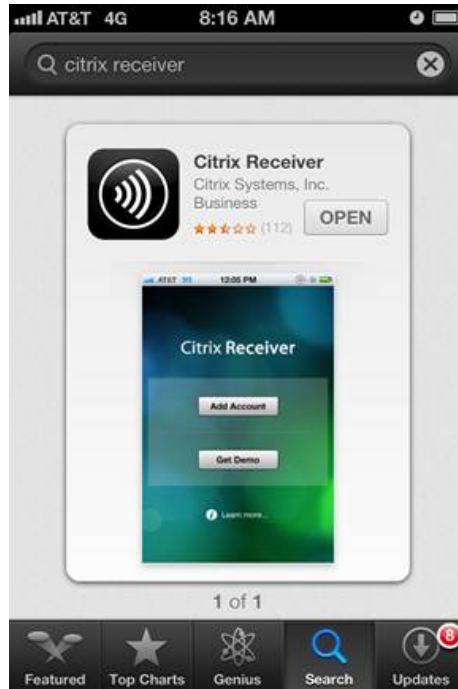 AT&T 4G 8:16 AM
citrix receiver
Citrix Receiver
Citrix Systems, Inc.
Business
(112)
OPEN
AT&T 3G 12:05 PM
Citrix Receiver
Add Account
Get Demo
Learn more...
1 of 1
8
Featured Top Charts Genius Search Updates